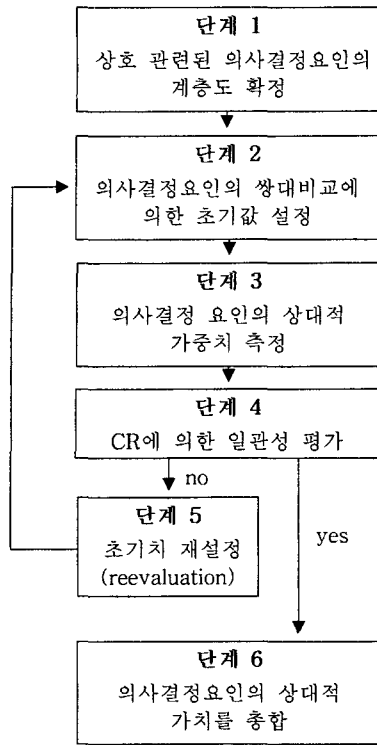 단계 1
상호 관련된 의사결정요인의
계층도 확정
단계 2
의사결정요인의 쌍대비교에
의한 초기값 설정
단계 3
의사결정 요인의 상대적
가중치 측정
단계 4
CR에 의한 일관성 평가
no
단계 5
초기치 재설정
(reevaluation)
yes
단계 6
의사결정요인의 상대적
가치를 종합